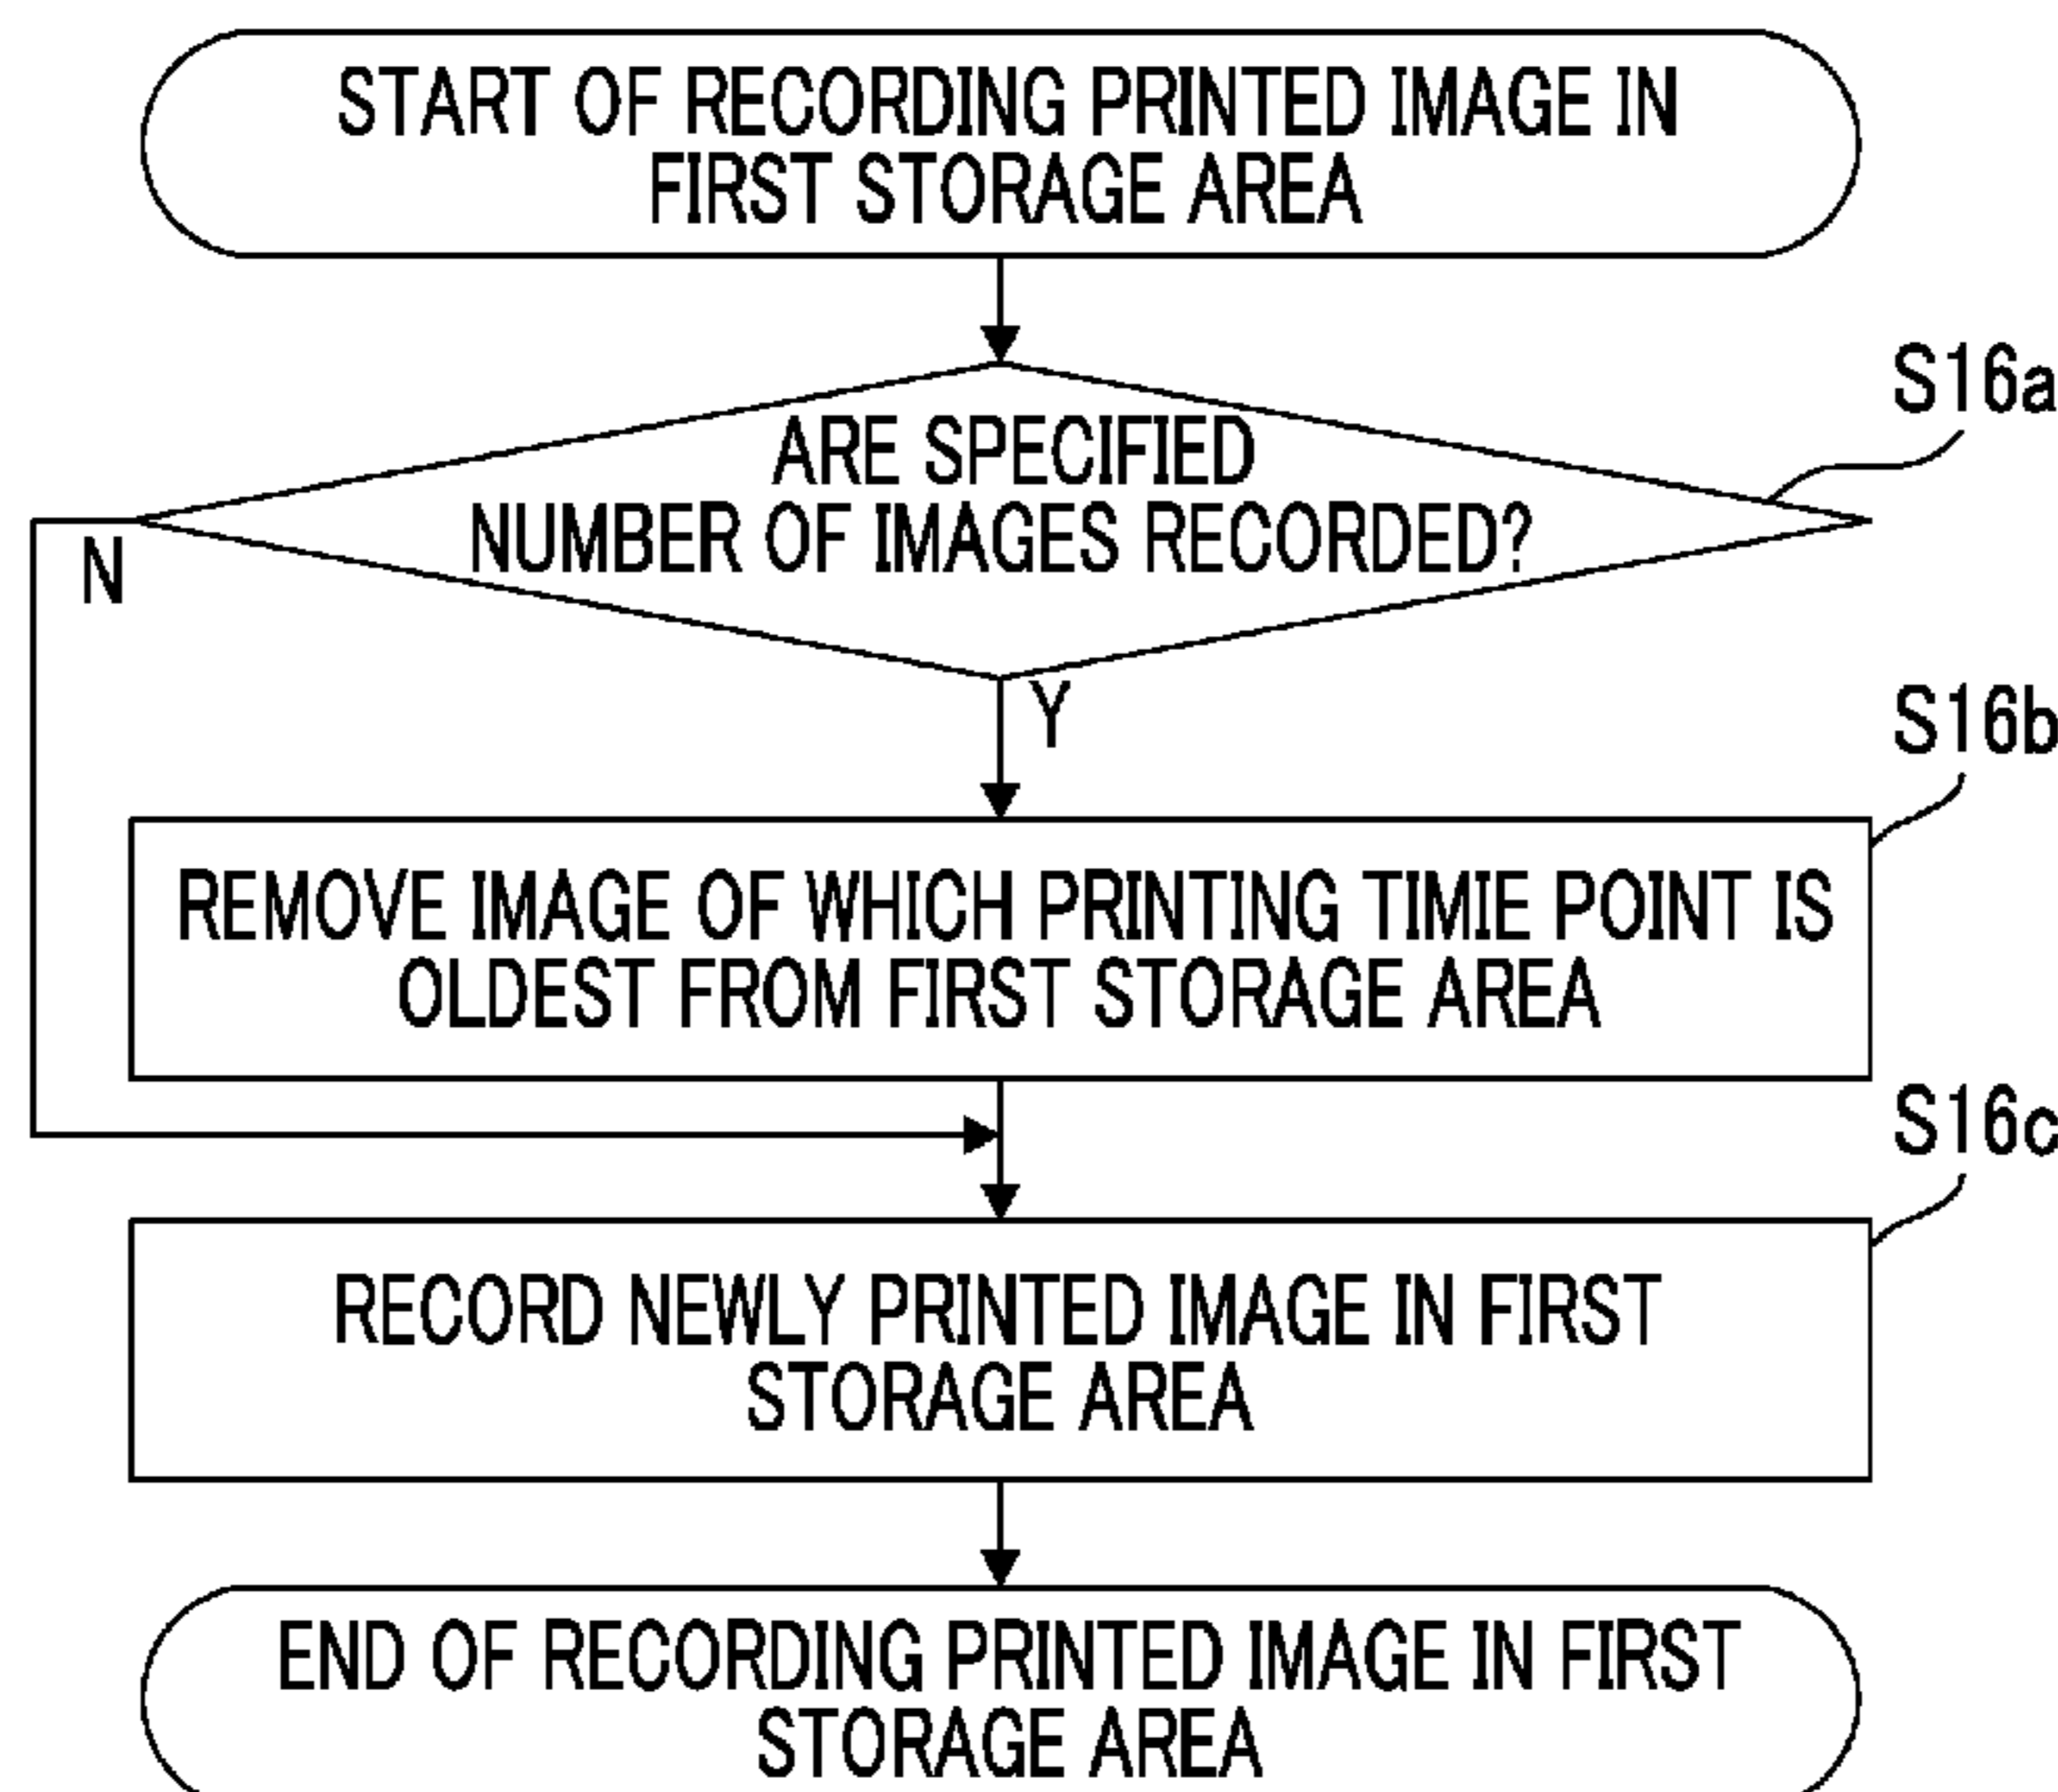 START OF RECORDING PRINTED IMAGE IN
FIRST STORAGE AREA
S16a
ARE SPECIFIED
NUMBER OF IMAGES RECORDED?
N
Y
S16b
REMOVE IMAGE OF WHICH PRINTING TIMIE POINT IS
OLDEST FROM FIRST STORAGE AREA
S16c
RECORD NEWLY PRINTED IMAGE IN FIRST
STORAGE AREA
END OF RECORDING PRINTED IMAGE IN FIRST
STORAGE AREA